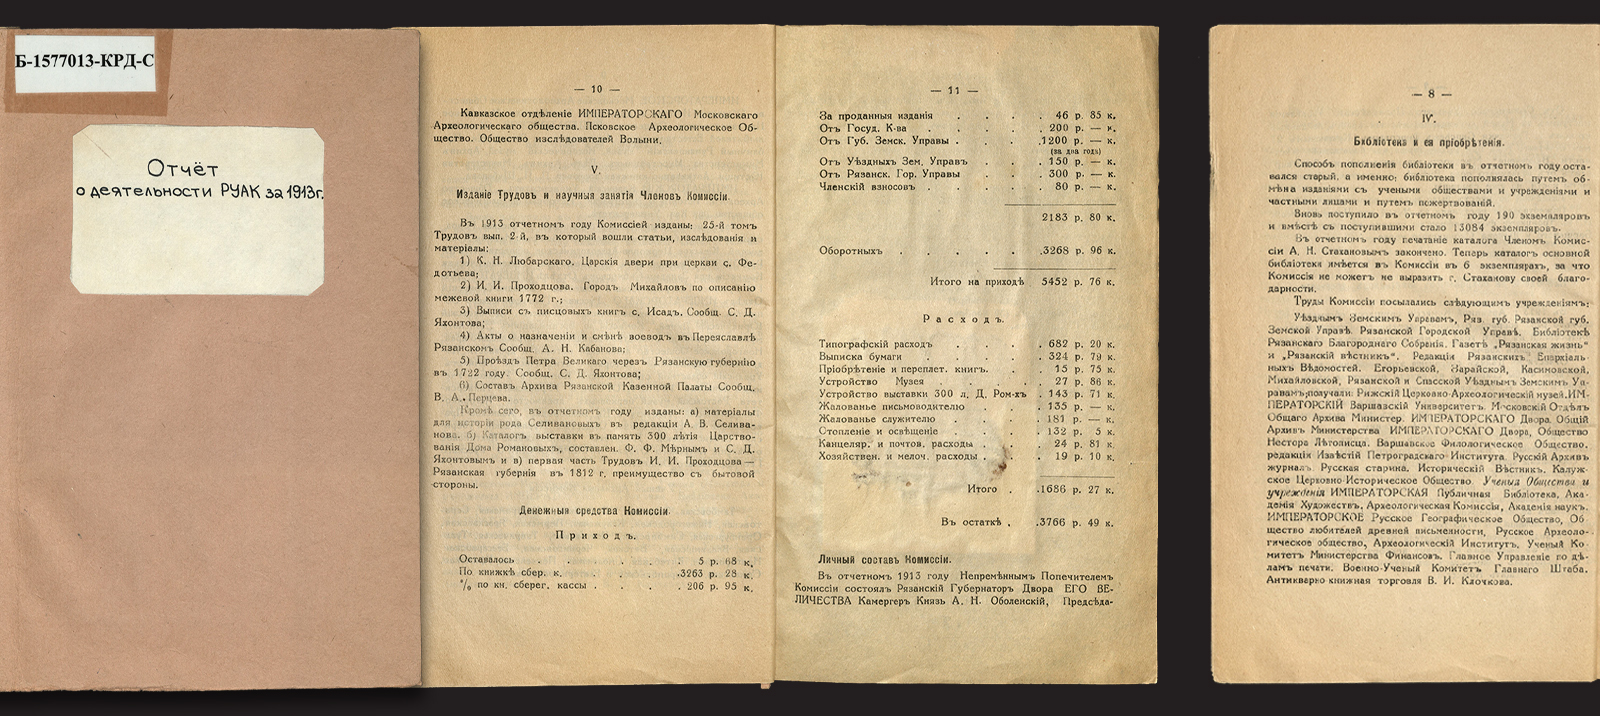 Б-1577013-КРД-С
Отчёт
о деятельности РУАК за 1913г.
— 10 —
Кавказское отдѣленіе ИМПЕРАТОРСКАГО Московскаго
Археологическаго общества. Псковское Археологическое Об-
щество. Общество изслѣдователей Волыни.
V.
Изданіе Трудовъ и научныя занятія Членовъ Комиссіи.
Въ 1913 отчетномъ году Комиссіей изданы: 25-й томъ
Трудовъ вып. 2-й, въ который вошли статьи, изслѣдованія и
матеріалы:
1) К. Н. Любарскаго. Царскія двери при церкви с. Фе-
дотьева;
2) И. И. Проходцова. Городъ Михайловъ по описанію
межевой книги 1772 г.;
3) Выписи съ писцовыхъ книгъ с. Исадъ. Сообщ. С. Д.
Яхонтова;
4) Акты о назначеніи и смѣнѣ воеводъ въ Переяславлѣ
Рязанскомъ Сообщ. А. Н. Кабанова;
5) Проѣздъ Петра Великаго черезъ Рязанскую губернію
въ 1722 году. Сообщ. С. Д. Яхонтова;
6) Составъ Архива Рязанской Казенной Палаты Сообщ.
В. А. Перцева.
Кромѣ сего, въ отчетномъ году изданы: а) матеріалы
для исторіи рода Селивановыхъ въ редакціи А. В. Селива-
нова. б) Каталогъ выставки въ память 300 лѣтія Царство-
ванія Дома Романовыхъ, составлен. Ф. Ф. Мѣрнымъ и С. Д.
Яхонтовымъ и в) первая часть Трудовъ И. И. Проходцова—
Рязанская губернія въ 1812 г. преимущество съ бытовой
стороны.
Денежныя средства Комиссіи
Приходъ.
Оставалось . . . . . 5 р. 68 к.
По книжкѣ сбер. к. . . . .3263 р. 28 к.
% по кн. сберег. кассы . . . . 206 р. 95 к.
— 11 —
За проданныя изданія . . . . 46 р. 85 к.
Отъ Госуд. К-ва . . . . 200 р. — к.
Отъ Губ. Земск. Управы . . . .1200 р. — к.
(за два года)
Отъ Уѣздныхъ Зем. Управъ . . . 150 р. — к.
Отъ Рязанск. Гор. Управы . . . 300 р. — к.
Членскій взносовъ . . . . . 80 р. — к.
2183 р. 80 к.
Оборотныхъ . . . . . .3268 р. 96 к.
Итого на приходѣ 5452 р. 76 к.
Расходъ.
Типографскій расходъ . . . . 682 р. 20 к.
Выписка бумаги . . . . 324 р. 79 к.
Пріобрѣтеніе и переплет. книгъ. . . . 15 р. 75 к.
Устройство Музея . . . . 27 р. 86 к.
Устройство выставки 300 л. Д. Ром-хъ . 143 р. 71 к.
Жалованье письмоводителю . . . 135 р. — к.
Жалованье служителю . . . . 181 р. — к.
Стопленіе и освѣщеніе . . . . 132 р. 5 к.
Канцеляр. и почтов. расходы . . . 24 р. 81 к.
Хозяйствен. и мелоч. расходы . . . 19 р. 10 к.
Итого . .1686 р. 27 к.
Въ остаткѣ . .3766 р. 49 к.
Личный составъ Комиссіи.
Въ отчетномъ 1913 году Непремѣннымъ Попечителемъ
Комиссіи состоялъ Рязанскій Губернаторъ Двора ЕГО ВЕ-
ЛИЧЕСТВА Камергеръ Князь А. Н. Оболенскій, Предсѣда-
— 8 —
IV.
Библіотека и ея пріобрѣтенія.
Способъ пополненія библіотеки въ отчетномъ году оста-
вался старый, а именно: библіотека пополнялась путемъ об-
мѣна изданіями съ учеными обществами и учрежденіями и
частными лицами и путемъ пожертвованій.
Вновь поступило въ отчетномъ году 190 экземпляровъ
и вмѣстѣ съ поступившими стало 13084 экземпляровъ.
Въ отчетномъ году печатаніе каталога Членомъ Комис-
сіи А. Н. Стахановымъ закончено. Теперь каталогъ основной
библіотеки имѣется въ Комиссіи въ 6 экземплярахъ, за что
Комиссія не можетъ не выразить г. Стаханову своей благо-
дарности.
Труды Комиссіи посылались слѣдующимъ учрежденіямъ:
Уѣзднымъ Земскимъ Управамъ, Ряз. губ. Рязанской губ.
Земской Управѣ. Рязанской Городской Управѣ. Библіотекѣ
Рязанскаго Благороднаго Собранія. Газетѣ „Рязанская жизнь“
и „Рязанскій вѣстникъ“. Редакціи Рязанскихъ Епархіаль-
ныхъ Вѣдомостей. Егорьевской, Зарайской, Касимовской,
Михайловской, Рязанской и Спасской Уѣзднымъ Земскимъ Уп-
равамъ;получали: Рижскій Церковно-Археологическій музей.ИМ-
ПЕРАТОРСКІЙ Варшавскій Университетъ. Московскій Отдѣлъ
Общаго Архива Министер. ИМПЕРАТОРСКАГО Двора. Общій
Архивъ Министерства ИМПЕРАТОРСКАГО Двора, Общество
Нестора Лѣтописца. Варшавское Филологическое Общество.
редакція Извѣстій Петроградскаго Института. Русскій Архивъ
журналъ. Русская старина. Историческій Вѣстникъ. Калуж-
ское Церковно-Историческое Общество. Ученыя Общества и
учрежденія ИМПЕРАТОРСКАЯ Публичная Библіотека, Ака-
демія Художествъ, Археологическая Комиссія, Академія наукъ.
ИМПЕРАТОРСКОЕ Русское Географическое Общество, Об-
щество любителей древней письменности, Русское Археоло-
гическое общество, Археологическій Институтъ, Ученый Ко-
митетъ Министерства Финансовъ. Главное Управленіе по дѣ-
ламъ печати. Военно-Ученый Комитетъ Главнаго Штаба.
Антикварно книжная торговля В. И. Клочкова.